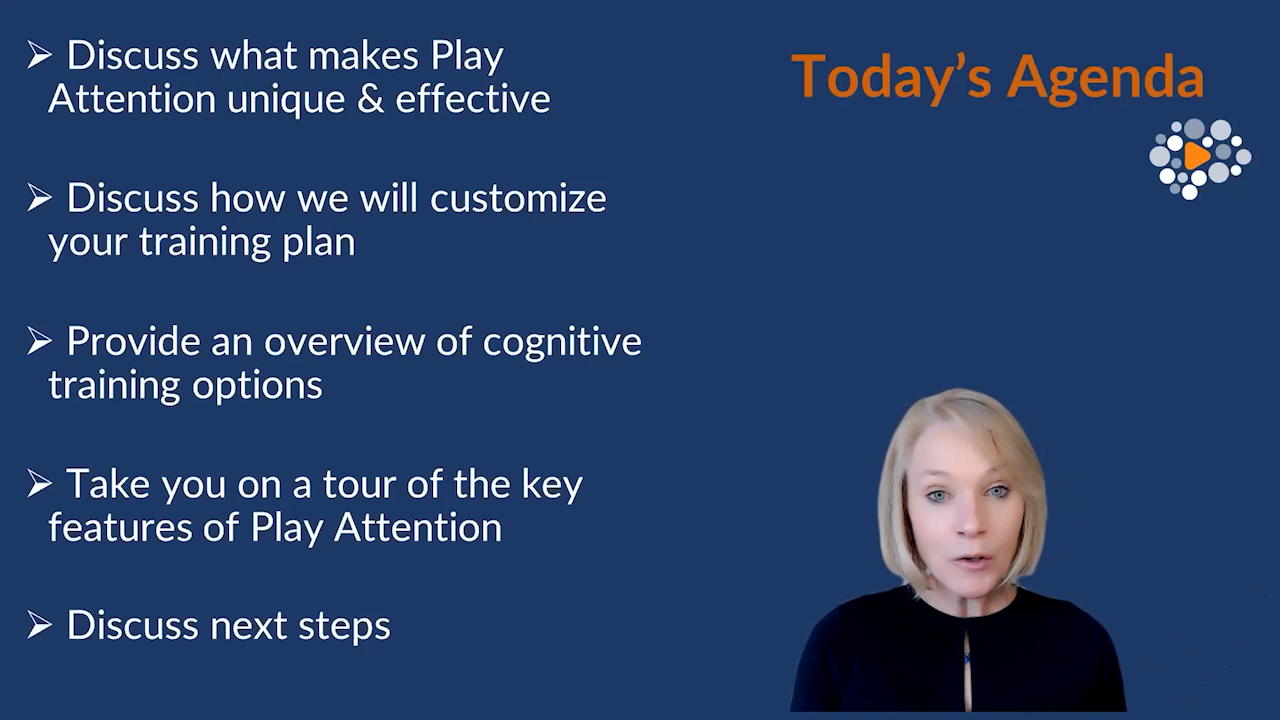 Today's Agenda
➢ Discuss what makes Play
Attention unique & effective
➢ Discuss how we will customize
your training plan
➢ Provide an overview of cognitive
training options
➢ Take you on a tour of the key
features of Play Attention
➢ Discuss next steps